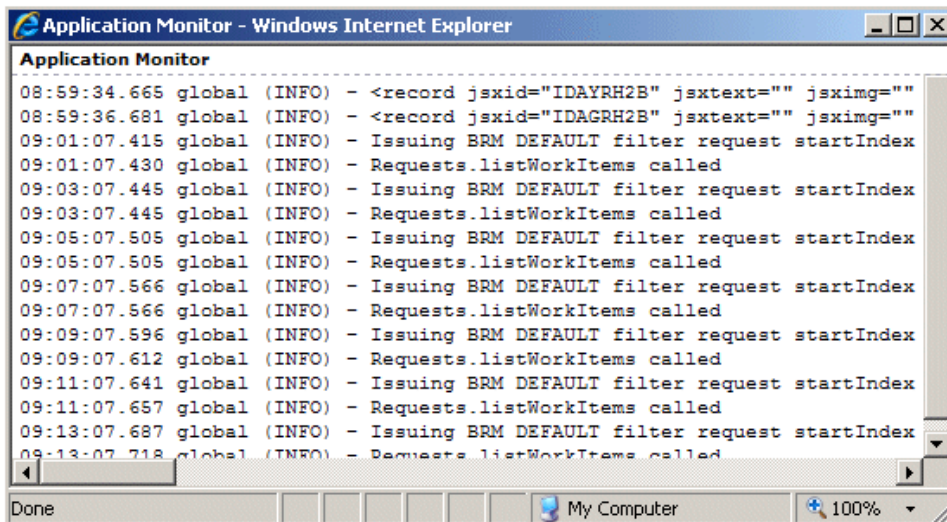 Application Monitor - Windows Internet Explorer
Application Monitor
08:59:34.665 global (INFO) - <record jsxid="IDAYRH2B" jsxtext="" jsximg=""
08:59:36.681 global (INFO) - <record jsxid="IDAGRH2B" jsxtext="" jsximg=""
09:01:07.415 global (INFO) - Issuing BRM DEFAULT filter request startIndex
09:01:07.430 global (INFO) - Requests.listWorkItems called
09:03:07.445 global (INFO) - Issuing BRM DEFAULT filter request startIndex
09:03:07.445 global (INFO) - Requests.listWorkItems called
09:05:07.505 global (INFO) - Issuing BRM DEFAULT filter request startIndex
09:05:07.505 global (INFO) - Requests.listWorkItems called
09:07:07.566 global (INFO) - Issuing BRM DEFAULT filter request startIndex
09:07:07.566 global (INFO) - Requests.listWorkItems called
09:09:07.596 global (INFO) - Issuing BRM DEFAULT filter request startIndex
09:09:07.612 global (INFO) - Requests.listWorkItems called
09:11:07.641 global (INFO) - Issuing BRM DEFAULT filter request startIndex
09:11:07.657 global (INFO) - Requests.listWorkItems called
09:13:07.687 global (INFO) - Issuing BRM DEFAULT filter request startIndex
09:13:07.718 global (INFO) - Requests.listWorkItems called
Done My Computer 100%